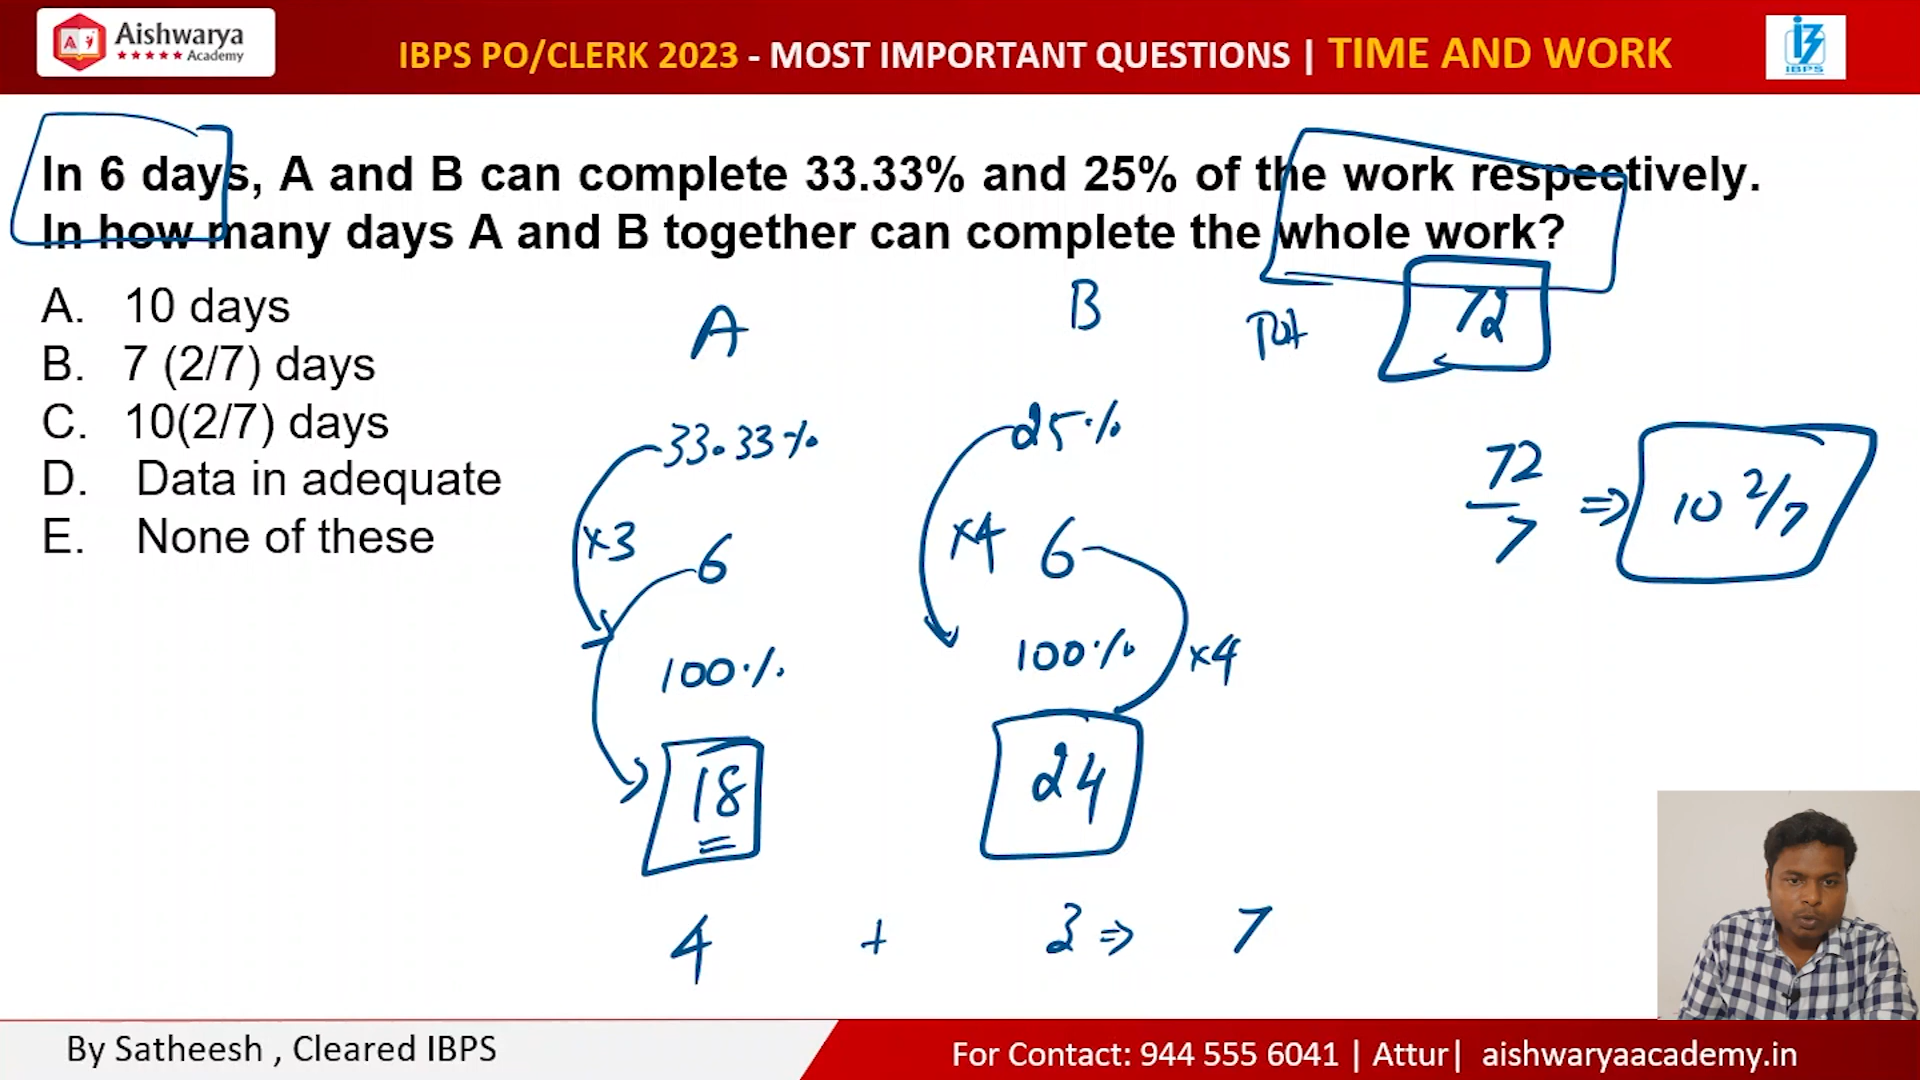 Aishwarya
Academy
IBPS PO/CLERK 2023 - MOST IMPORTANT QUESTIONS | TIME AND WORK
IBPS
In 6 days, A and B can complete 33.33% and 25% of the work respectively.
In how many days A and B together can complete the whole work?
A. 10 days
B. 7 (2/7) days
C. 10(2/7) days
D. Data in adequate
E. None of these
A
B
72
33.33%
25%
72
7
⇒ 10 2/7
×3
×4
6
6
100%
100%
×4
18
24
4 + 3 ⇒ 7
By Satheesh , Cleared IBPS
For Contact: 944 555 6041 | Attur| aishwaryaacademy.in